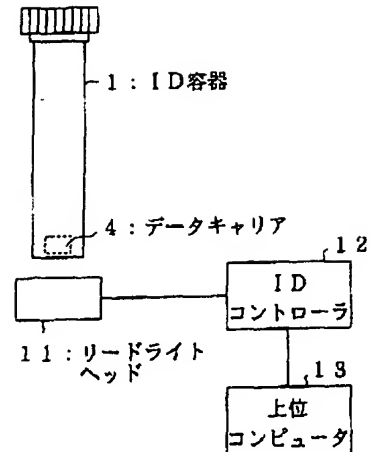 1：ID容器
4：データキャリア
12
ID
コントローラ
11：リードライト
ヘッド
13
上位
コンピュータ